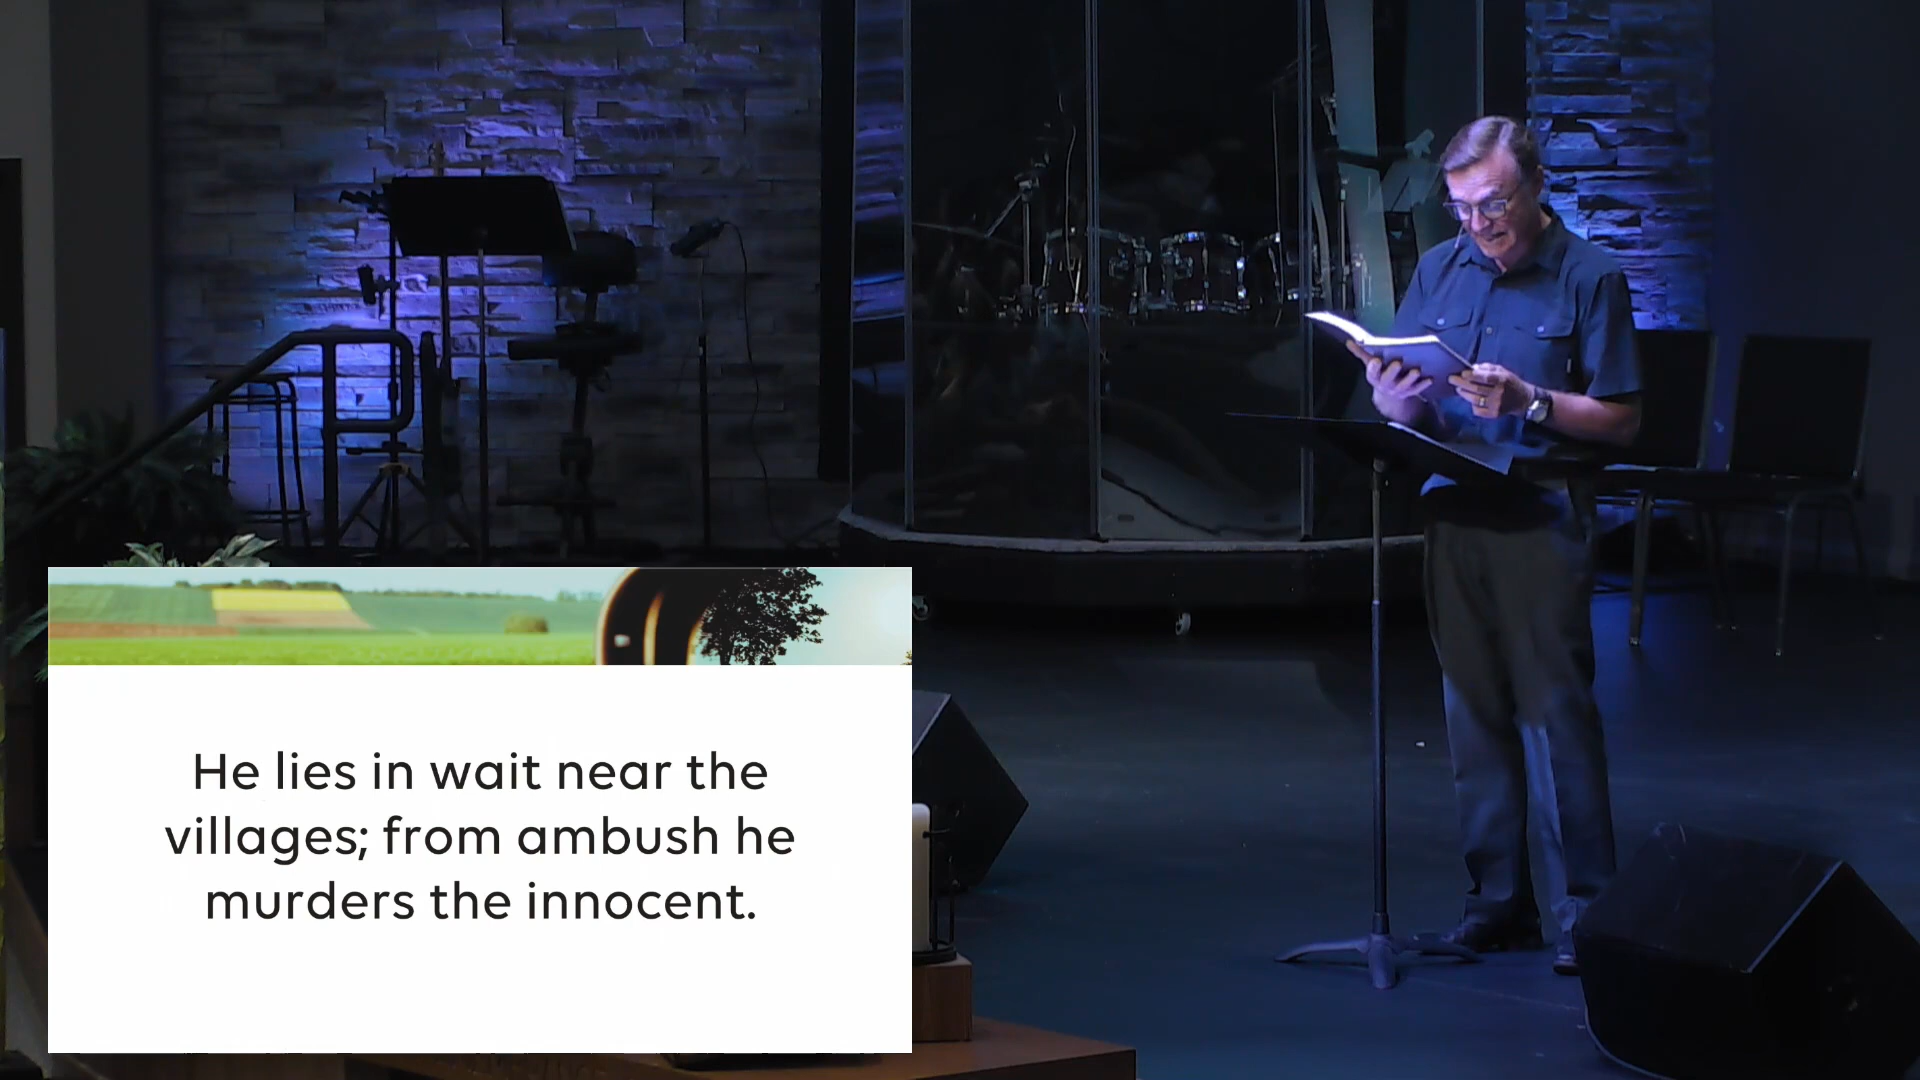 He lies in wait near the
villages; from ambush he
murders the innocent.